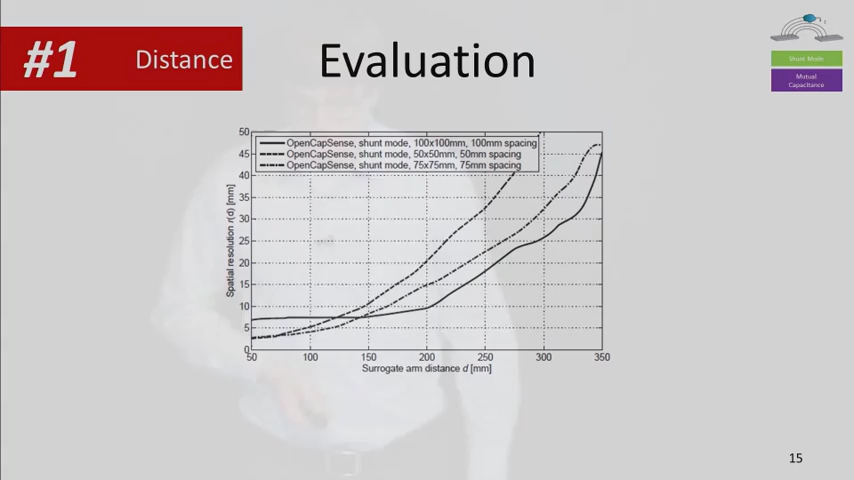 #1 Distance
Evaluation
Shunt Mode
Mutual
Capacitance
OpenCapSense, shunt mode, 100x100mm, 100mm spacing
OpenCapSense, shunt mode, 50x50mm, 50mm spacing
OpenCapSense, shunt mode, 75x75mm, 75mm spacing
Spatial resolution r(d) [mm]
50
45
40
35
30
25
20
15
10
5
0
50 100 150 200 250 300 350
Surrogate arm distance d [mm]
15